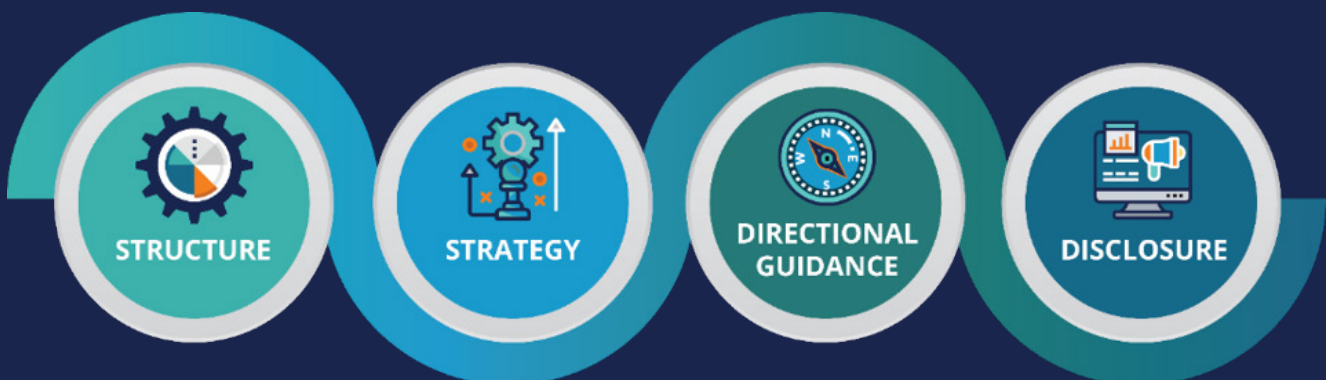 STRUCTURE
STRATEGY
N
E
S
W
DIRECTIONAL
GUIDANCE
DISCLOSURE